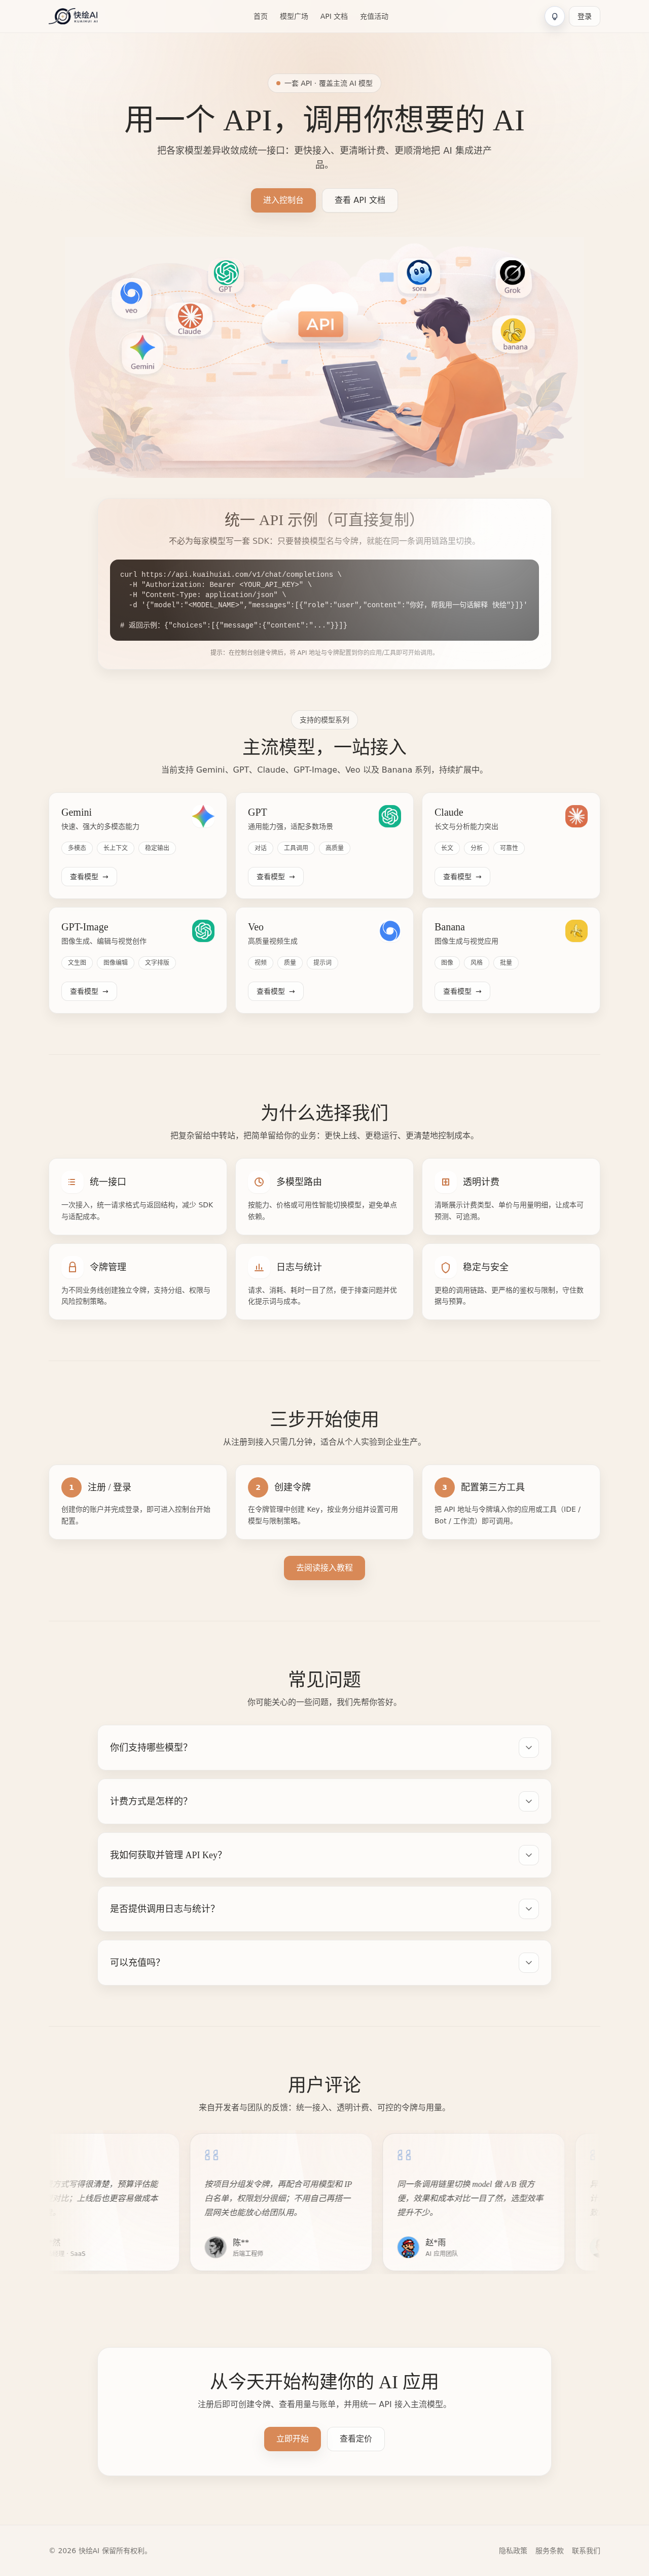 快绘AI
KUAIHUI AI
首页 模型广场 API 文档 充值活动
登录
一套 API · 覆盖主流 AI 模型
用一个 API，调用你想要的 AI
把各家模型差异收敛成统一接口：更快接入、更清晰计费、更顺滑地把 AI 集成进产
品。
进入控制台 查看 API 文档
veo
GPT
Claude
Gemini
API
sora
Grok
banana
统一 API 示例（可直接复制）
不必为每家模型写一套 SDK：只要替换模型名与令牌，就能在同一条调用链路里切换。
curl https://api.kuaihuiai.com/v1/chat/completions \
-H "Authorization: Bearer <YOUR_API_KEY>" \
-H "Content-Type: application/json" \
-d '{"model":"<MODEL_NAME>","messages":[{"role":"user","content":"你好，帮我用一句话解释 快绘"}]}'
# 返回示例：{"choices":[{"message":{"content":"..."}}]}
提示：在控制台创建令牌后，将 API 地址与令牌配置到你的应用/工具即可开始调用。
支持的模型系列
主流模型，一站接入
当前支持 Gemini、GPT、Claude、GPT-Image、Veo 以及 Banana 系列，持续扩展中。
Gemini
快速、强大的多模态能力
多模态 长上下文 稳定输出
查看模型 →
GPT
通用能力强，适配多数场景
对话 工具调用 高质量
查看模型 →
Claude
长文与分析能力突出
长文 分析 可靠性
查看模型 →
GPT-Image
图像生成、编辑与视觉创作
文生图 图像编辑 文字排版
查看模型 →
Veo
高质量视频生成
视频 质量 提示词
查看模型 →
Banana
图像生成与视觉应用
图像 风格 批量
查看模型 →
为什么选择我们
把复杂留给中转站，把简单留给你的业务：更快上线、更稳运行、更清楚地控制成本。
统一接口
一次接入，统一请求格式与返回结构，减少 SDK
与适配成本。
多模型路由
按能力、价格或可用性智能切换模型，避免单点
依赖。
透明计费
清晰展示计费类型、单价与用量明细，让成本可
预测、可追溯。
令牌管理
为不同业务线创建独立令牌，支持分组、权限与
风险控制策略。
日志与统计
请求、消耗、耗时一目了然，便于排查问题并优
化提示词与成本。
稳定与安全
更稳的调用链路、更严格的鉴权与限制，守住数
据与预算。
三步开始使用
从注册到接入只需几分钟，适合从个人实验到企业生产。
1 注册 / 登录
创建你的账户并完成登录，即可进入控制台开始
配置。
2 创建令牌
在令牌管理中创建 Key，按业务分组并设置可用
模型与限制策略。
3 配置第三方工具
把 API 地址与令牌填入你的应用或工具（IDE /
Bot / 工作流）即可调用。
去阅读接入教程
常见问题
你可能关心的一些问题，我们先帮你答好。
你们支持哪些模型？
计费方式是怎样的？
我如何获取并管理 API Key？
是否提供调用日志与统计？
可以充值吗？
用户评论
来自开发者与团队的反馈：统一接入、透明计费、可控的令牌与用量。
方式写得很清楚，预算评估能
对比；上线后也更容易做成本
SaaS
按项目分组发令牌，再配合可用模型和 IP
白名单，权限划分很细；不用自己再搭一
层网关也能放心给团队用。
陈**
后端工程师
同一条调用链里切换 model 做 A/B 很方
便，效果和成本对比一目了然，选型效率
提升不少。
赵*雨
AI 应用团队
从今天开始构建你的 AI 应用
注册后即可创建令牌、查看用量与账单，并用统一 API 接入主流模型。
立即开始 查看定价
© 2026 快绘AI 保留所有权利。
隐私政策 服务条款 联系我们